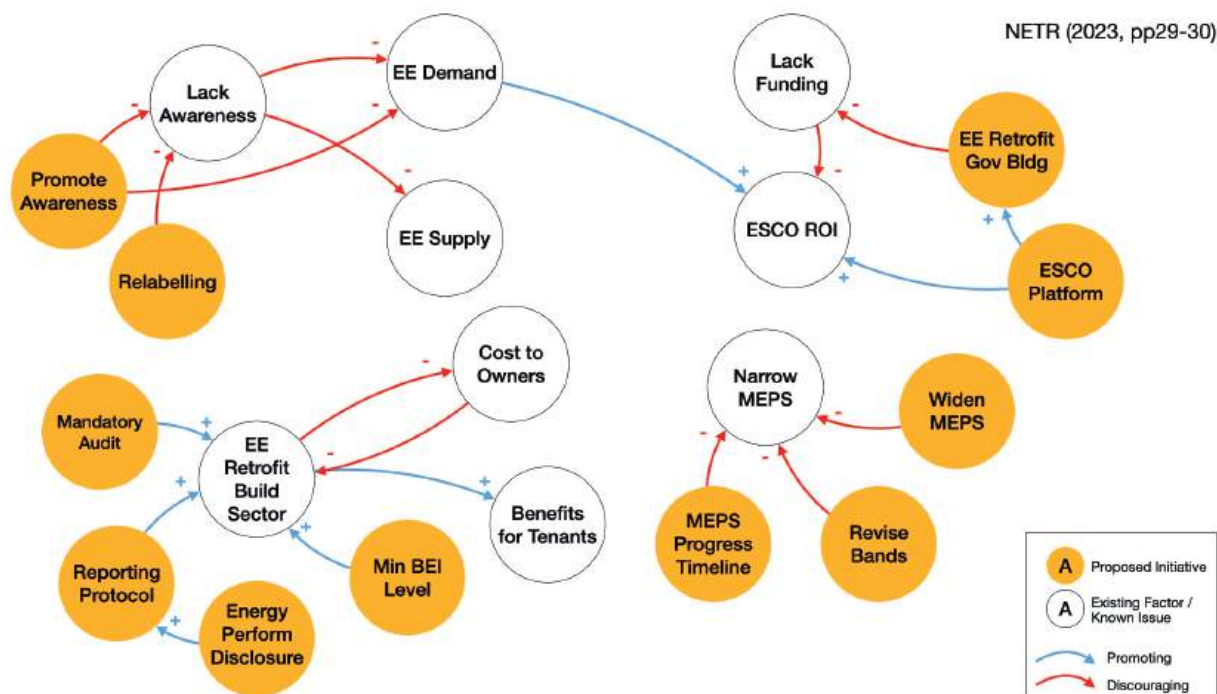 NETR (2023, pp29-30)
Lack
Awareness
EE Demand
Lack
Funding
Promote
Awareness
EE Retrofit
Gov Bldg
EE Supply
ESCO ROI
Relabelling
ESCO
Platform
Cost to
Owners
Narrow
MEPS
Widen
MEPS
Mandatory
Audit
EE
Retrofit
Build
Sector
Benefits
for Tenants
MEPS
Progress
Timeline
Revise
Bands
Reporting
Protocol
Min BEI
Level
Energy
Perform
Disclosure
A Proposed Initiative
A Existing Factor /
Known Issue
Promoting
Discouraging